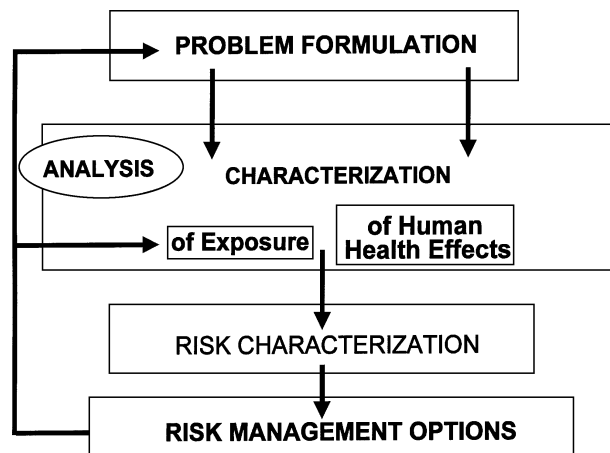 PROBLEM FORMULATION
ANALYSIS
CHARACTERIZATION
of Exposure
of Human
Health Effects
RISK CHARACTERIZATION
RISK MANAGEMENT OPTIONS